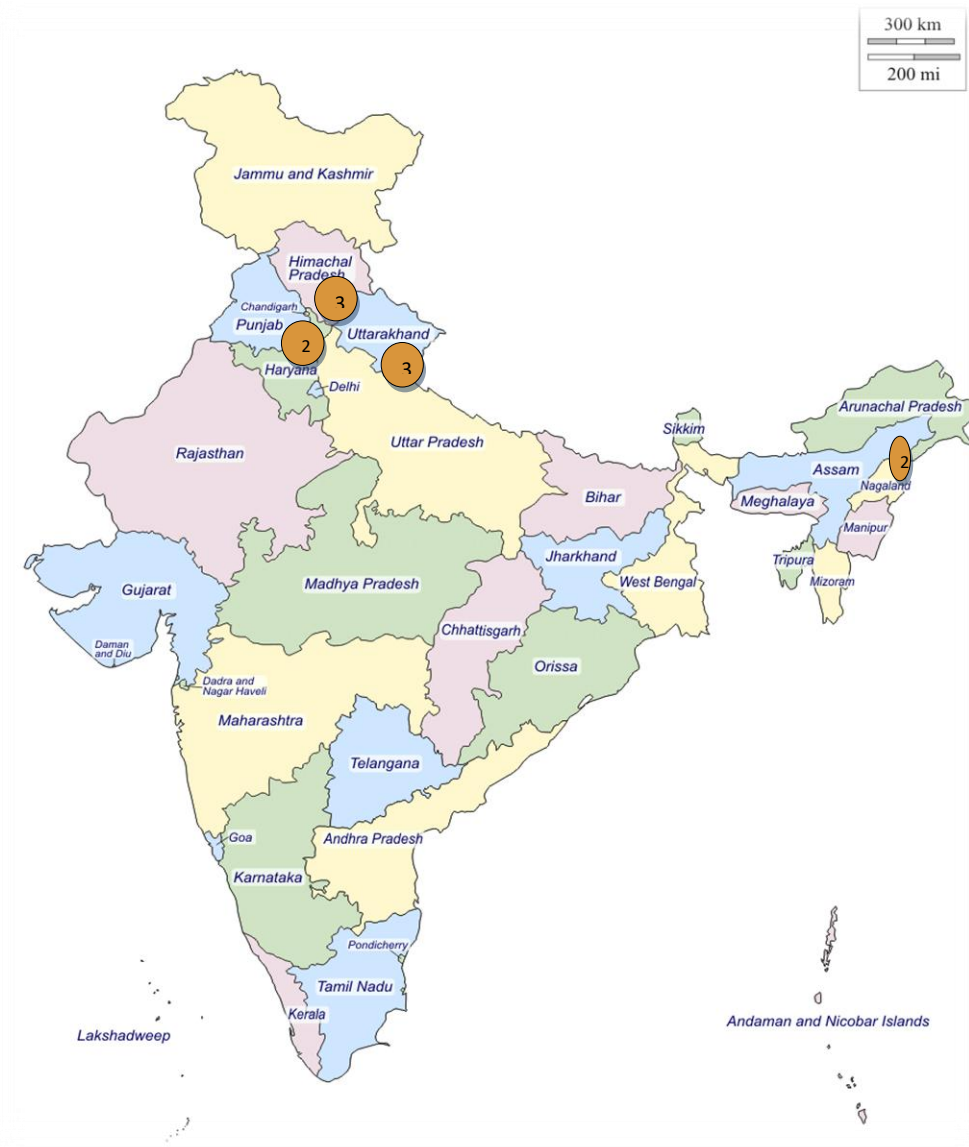 300 km
200 mi
Jammu and Kashmir
Himachal
Pradesh
3
Chandigarh
Punjab
Uttarakhand
2
3
Haryana
Delhi
Arunachal Pradesh
Sikkim
Uttar Pradesh
Rajasthan
Assam
2
Nagaland
Bihar
Meghalaya
Manipur
Jharkhand
Tripura
Madhya Pradesh
West Bengal
Mizoram
Gujarat
Chhattisgarh
Daman
and Diu
Orissa
Dadra and
Nagar Haveli
Maharashtra
Telangana
Goa
Andhra Pradesh
Karnataka
Pondicherry
Tamil Nadu
Kerala
Lakshadweep
Andaman and Nicobar Islands